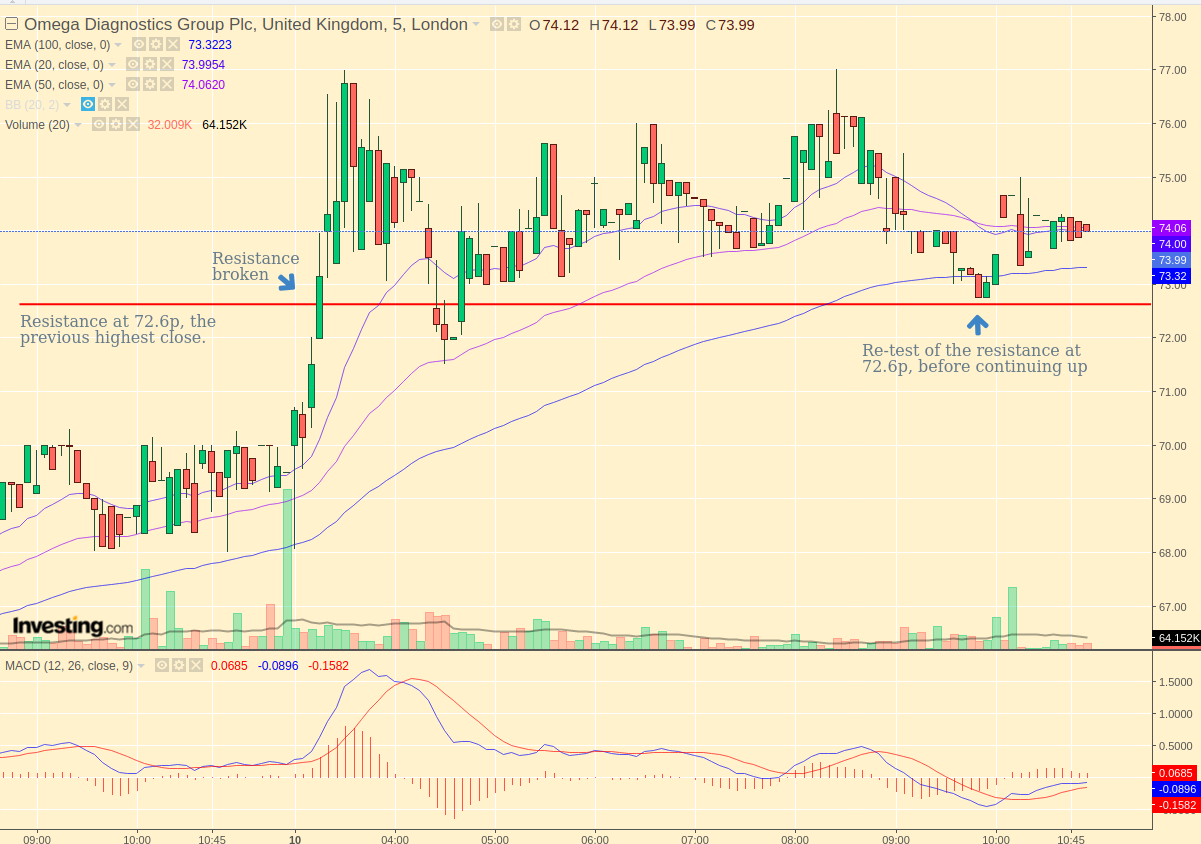 Omega Diagnostics Group Plc, United Kingdom, 5, London O 74.12 H 74.12 L 73.99 C 73.99
EMA (100, close, 0) 73.3223
EMA (20, close, 0) 73.9954
EMA (50, close, 0) 74.0620
BB (20, 2)
Volume (20) 32.009K 64.152K
78.00
77.00
76.00
75.00
74.06
74.00
73.99
73.32
73.00
72.00
71.00
70.00
69.00
68.00
67.00
64.152K
Resistance
broken
Resistance at 72.6p, the
previous highest close.
Re-test of the resistance at
72.6p, before continuing up
Investing.com
MACD (12, 26, close, 9) 0.0685 -0.0896 -0.1582
1.5000
1.0000
0.5000
0.0685
-0.0896
-0.1582
09:00 10:00 10:45 10 04:00 05:00 06:00 07:00 08:00 09:00 10:00 10:45